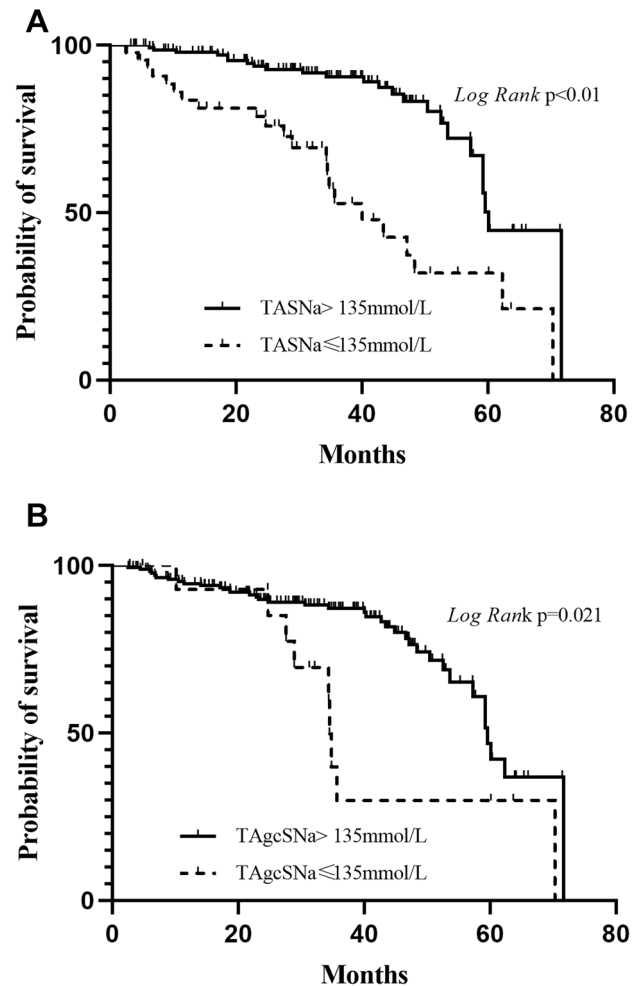 A
Probability of survival
100
50
0
Log Rank p<0.01
TASNa> 135mmol/L
TASNa≤135mmol/L
0 20 40 60 80
Months
B
Probability of survival
100
50
0
Log Rank p=0.021
TAgcSNa> 135mmol/L
TAgcSNa≤135mmol/L
0 20 40 60 80
Months